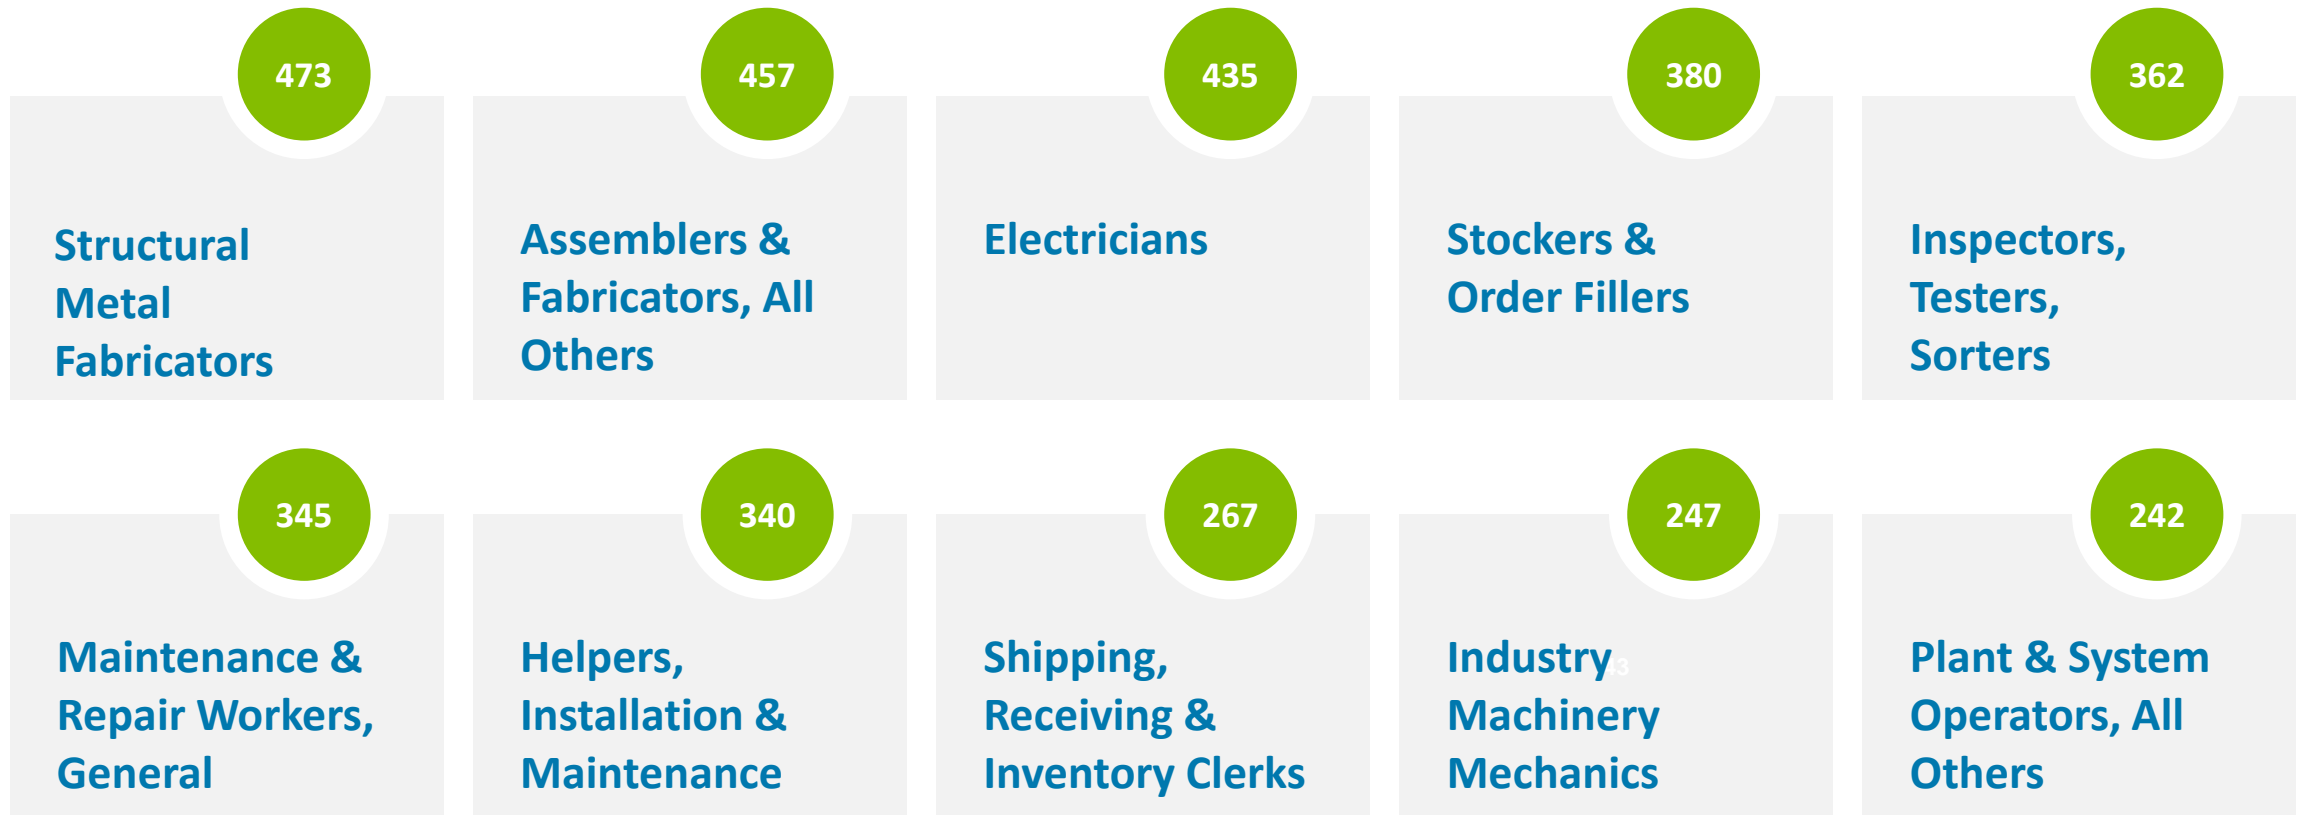 473
Structural
Metal
Fabricators
457
Assemblers &
Fabricators, All
Others
435
Electricians
380
Stockers &
Order Fillers
362
Inspectors,
Testers,
Sorters
345
Maintenance &
Repair Workers,
General
340
Helpers,
Installation &
Maintenance
267
Shipping,
Receiving &
Inventory Clerks
247
Industry
Machinery
Mechanics
242
Plant & System
Operators, All
Others